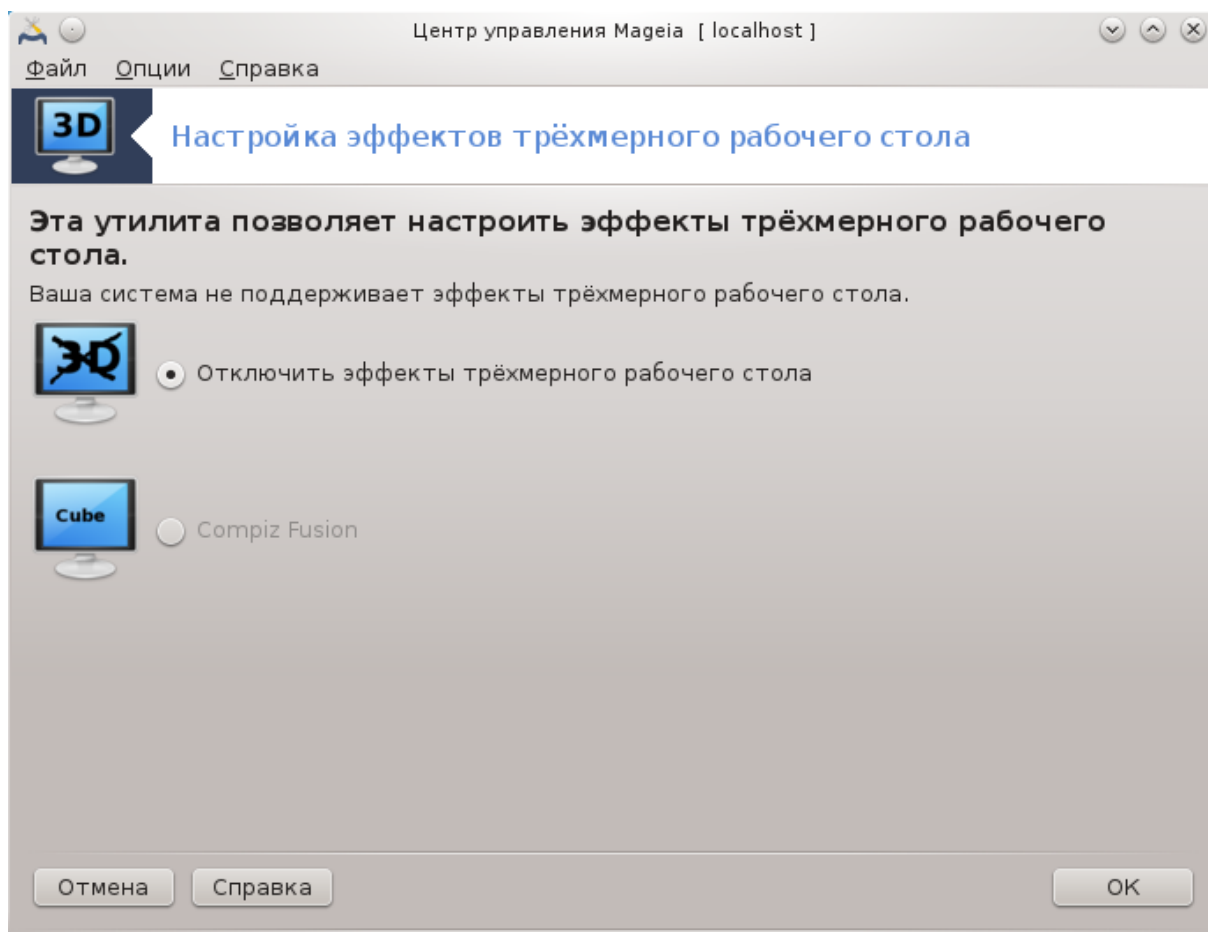 Центр управления Mageia [ localhost ]
Файл Опции Справка
3D
Настройка эффектов трёхмерного рабочего стола
Эта утилита позволяет настроить эффекты трёхмерного рабочего
стола.
Ваша система не поддерживает эффекты трёхмерного рабочего стола.
3D
Отключить эффекты трёхмерного рабочего стола
Cube
Compiz Fusion
Отмена Справка OK